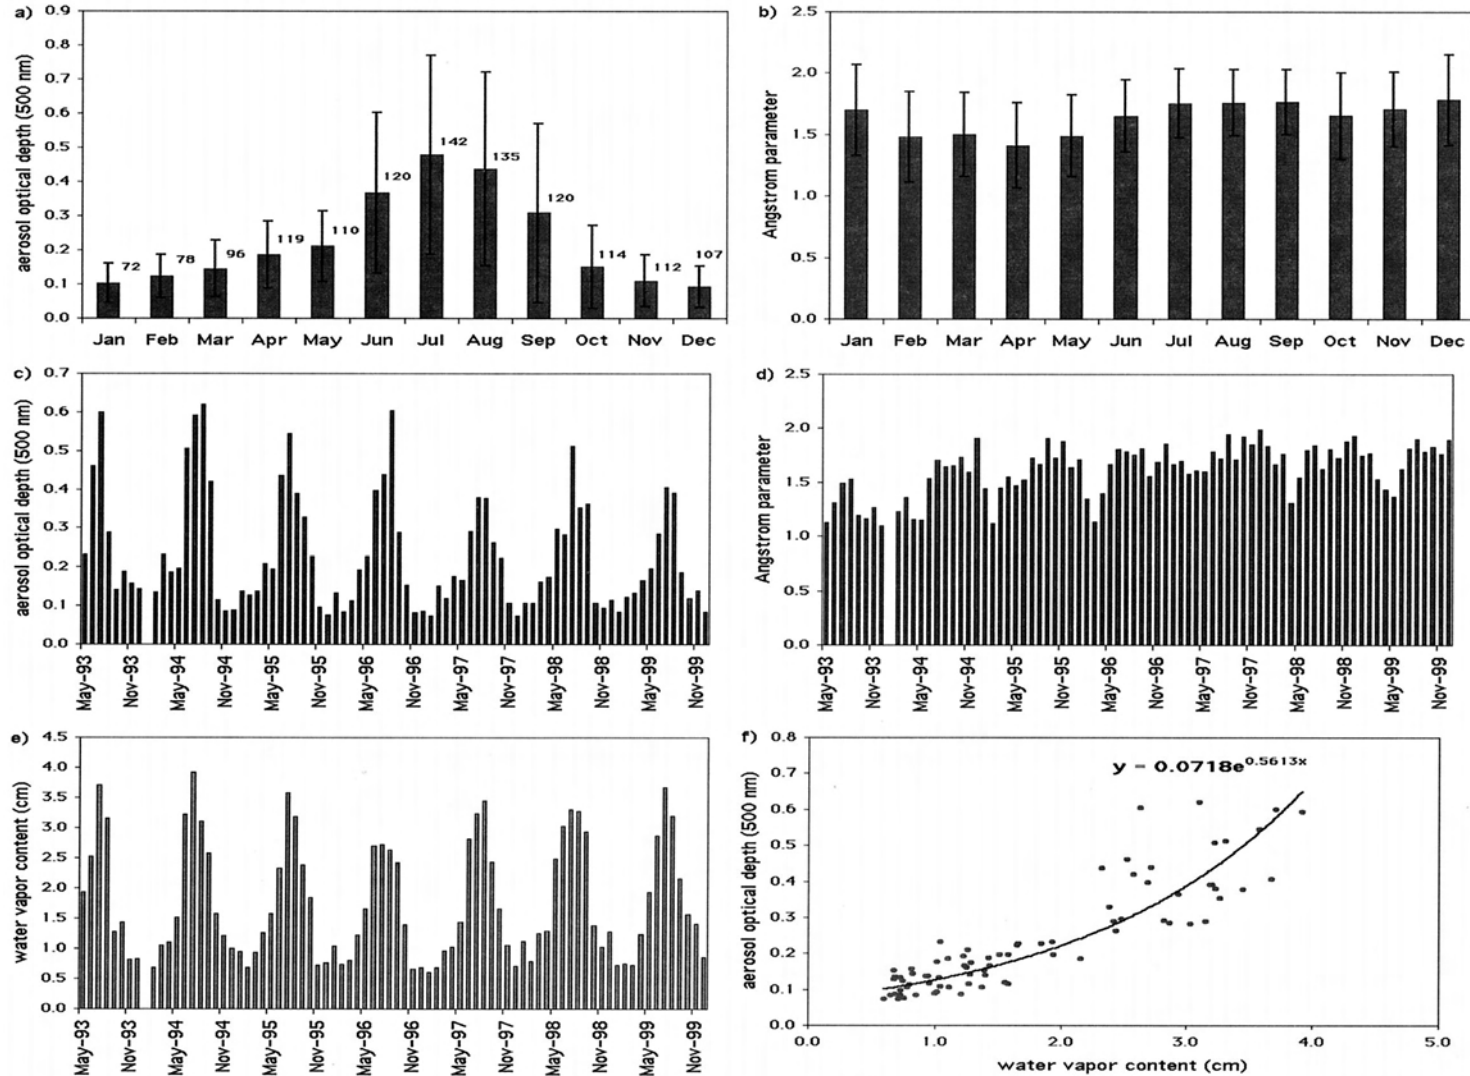 a)
aerosol optical depth (500 nm)
0.9
0.8
0.7
0.6
0.5
0.4
0.3
0.2
0.1
0.0
72
78
96
119
110
120
142
135
120
114
112
107
Jan Feb Mar Apr May Jun Jul Aug Sep Oct Nov Dec
b)
Angstrom parameter
2.5
2.0
1.5
1.0
0.5
0.0
Jan Feb Mar Apr May Jun Jul Aug Sep Oct Nov Dec
c)
aerosol optical depth (500 nm)
0.7
0.6
0.5
0.4
0.3
0.2
0.1
0.0
May-93
Nov-93
May-94
Nov-94
May-95
Nov-95
May-96
Nov-96
May-97
Nov-97
May-98
Nov-98
May-99
Nov-99
d)
Angstrom parameter
2.5
2.0
1.5
1.0
0.5
0.0
May-93
Nov-93
May-94
Nov-94
May-95
Nov-95
May-96
Nov-96
May-97
Nov-97
May-98
Nov-98
May-99
Nov-99
e)
water vapor content (cm)
4.5
4.0
3.5
3.0
2.5
2.0
1.5
1.0
0.5
0.0
May-93
Nov-93
May-94
Nov-94
May-95
Nov-95
May-96
Nov-96
May-97
Nov-97
May-98
Nov-98
May-99
Nov-99
f)
aerosol optical depth (500 nm)
0.8
0.7
0.6
0.5
0.4
0.3
0.2
0.1
0.0
y = 0.0718e^0.5613x
0.0 1.0 2.0 3.0 4.0 5.0
water vapor content (cm)